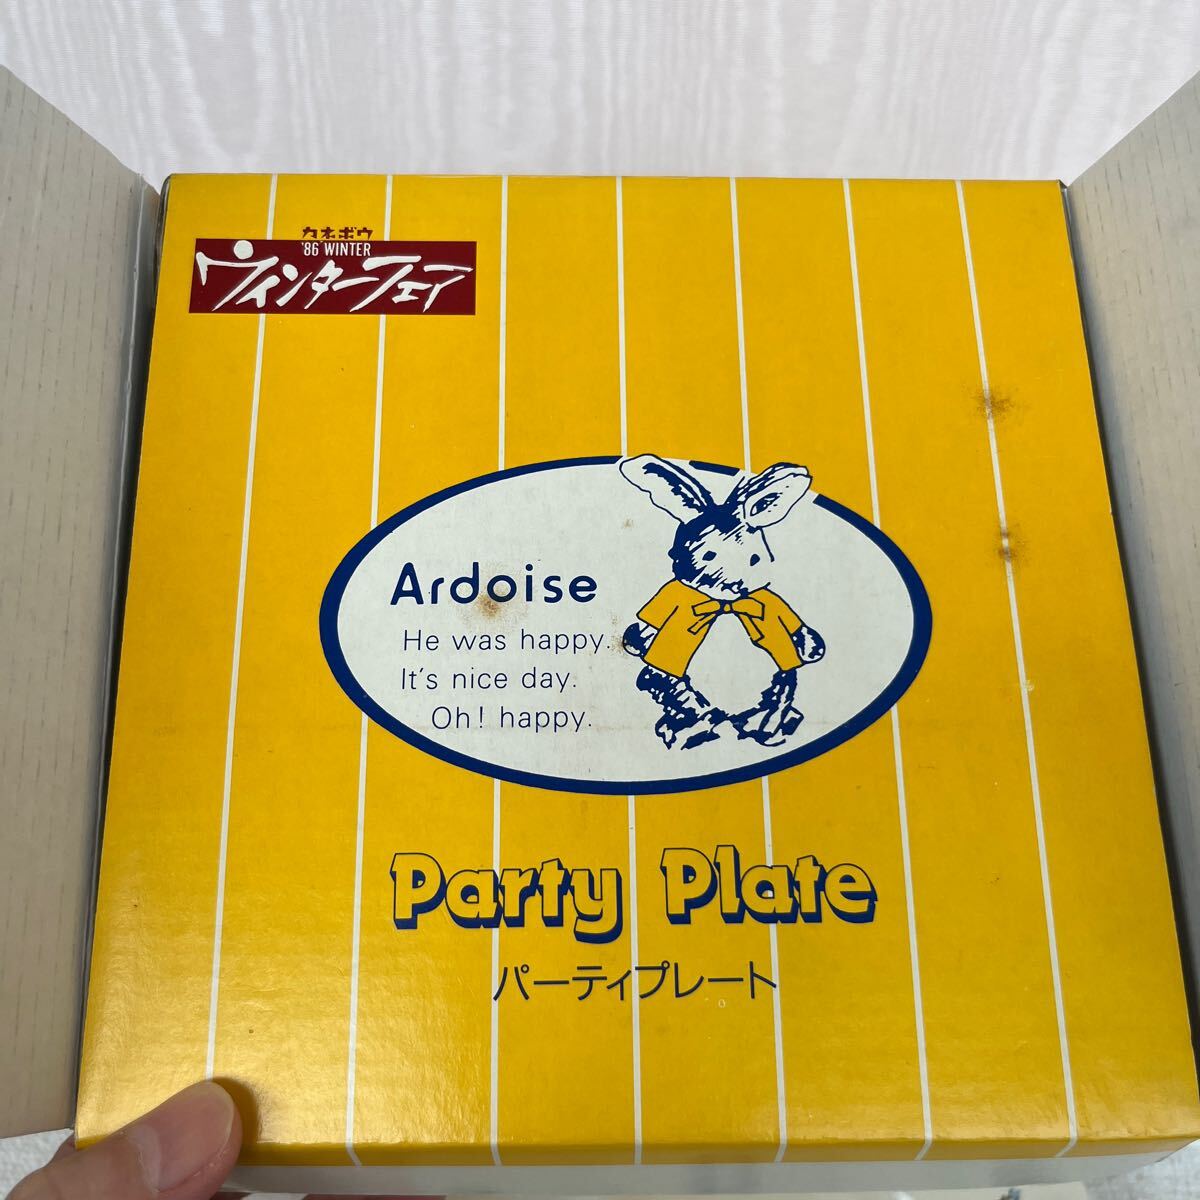 カネボウ
'86 WINTER
ウィンターフェア
Ardoise
He was happy.
It's nice day.
Oh! happy.
Party Plate
パーティプレート